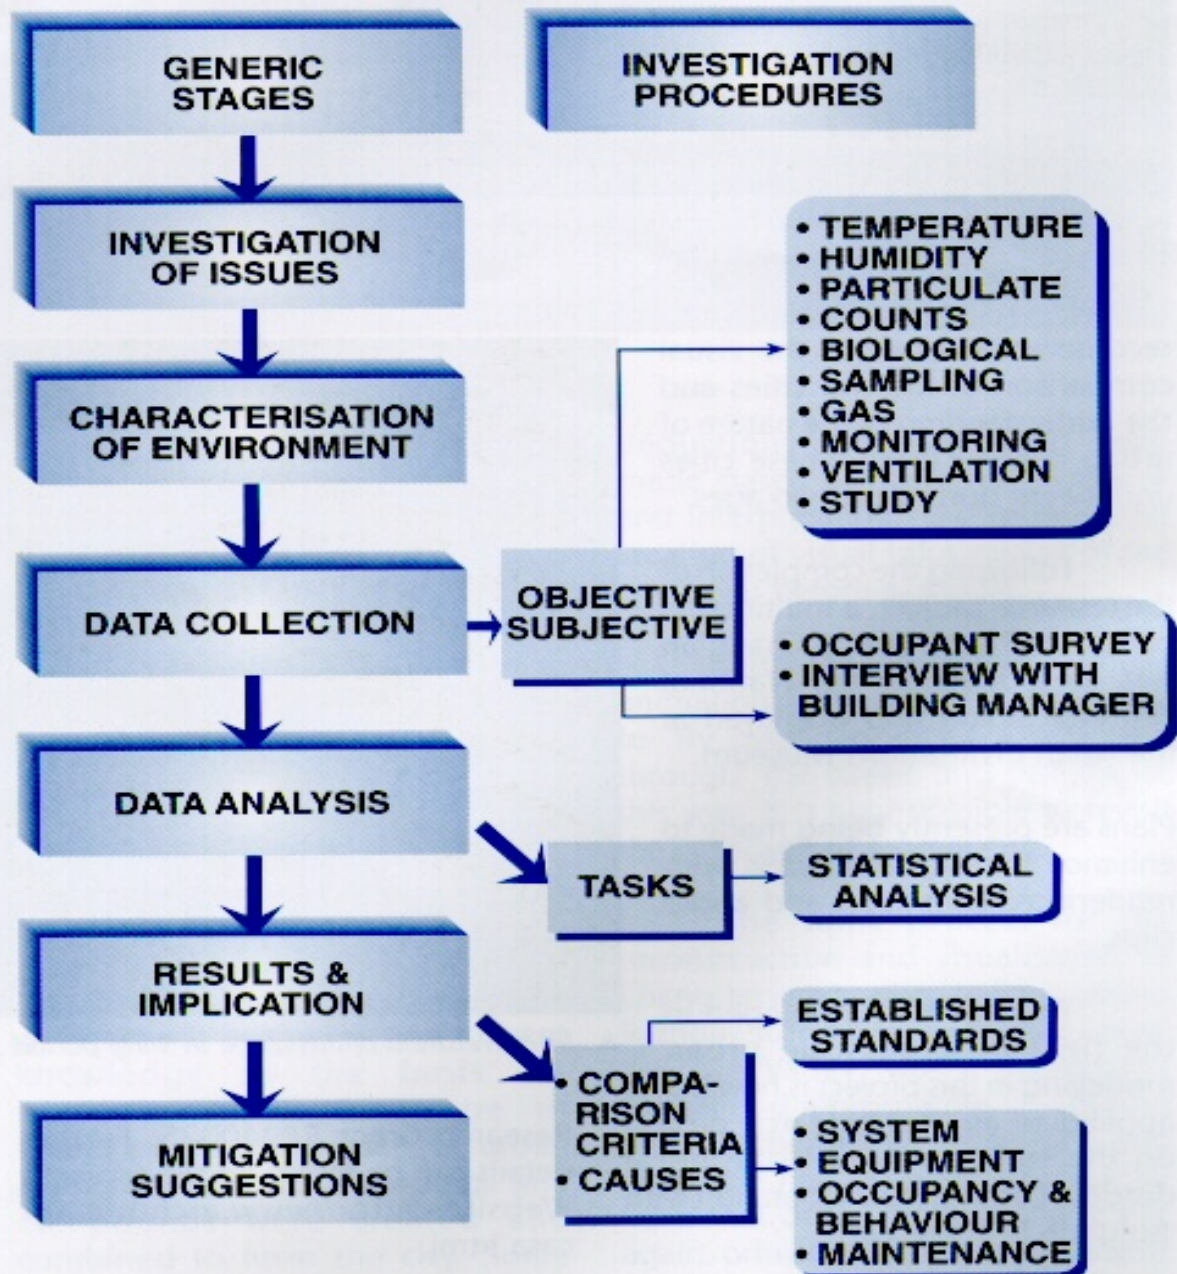 GENERIC
STAGES
INVESTIGATION
PROCEDURES
INVESTIGATION
OF ISSUES
CHARACTERISATION
OF ENVIRONMENT
• TEMPERATURE
• HUMIDITY
• PARTICULATE
• COUNTS
• BIOLOGICAL
• SAMPLING
• GAS
• MONITORING
• VENTILATION
• STUDY
DATA COLLECTION
OBJECTIVE
SUBJECTIVE
• OCCUPANT SURVEY
• INTERVIEW WITH
BUILDING MANAGER
DATA ANALYSIS
TASKS
STATISTICAL
ANALYSIS
RESULTS &
IMPLICATION
• COMPA-
RISON
CRITERIA
• CAUSES
ESTABLISHED
STANDARDS
• SYSTEM
• EQUIPMENT
• OCCUPANCY &
BEHAVIOUR
• MAINTENANCE
MITIGATION
SUGGESTIONS